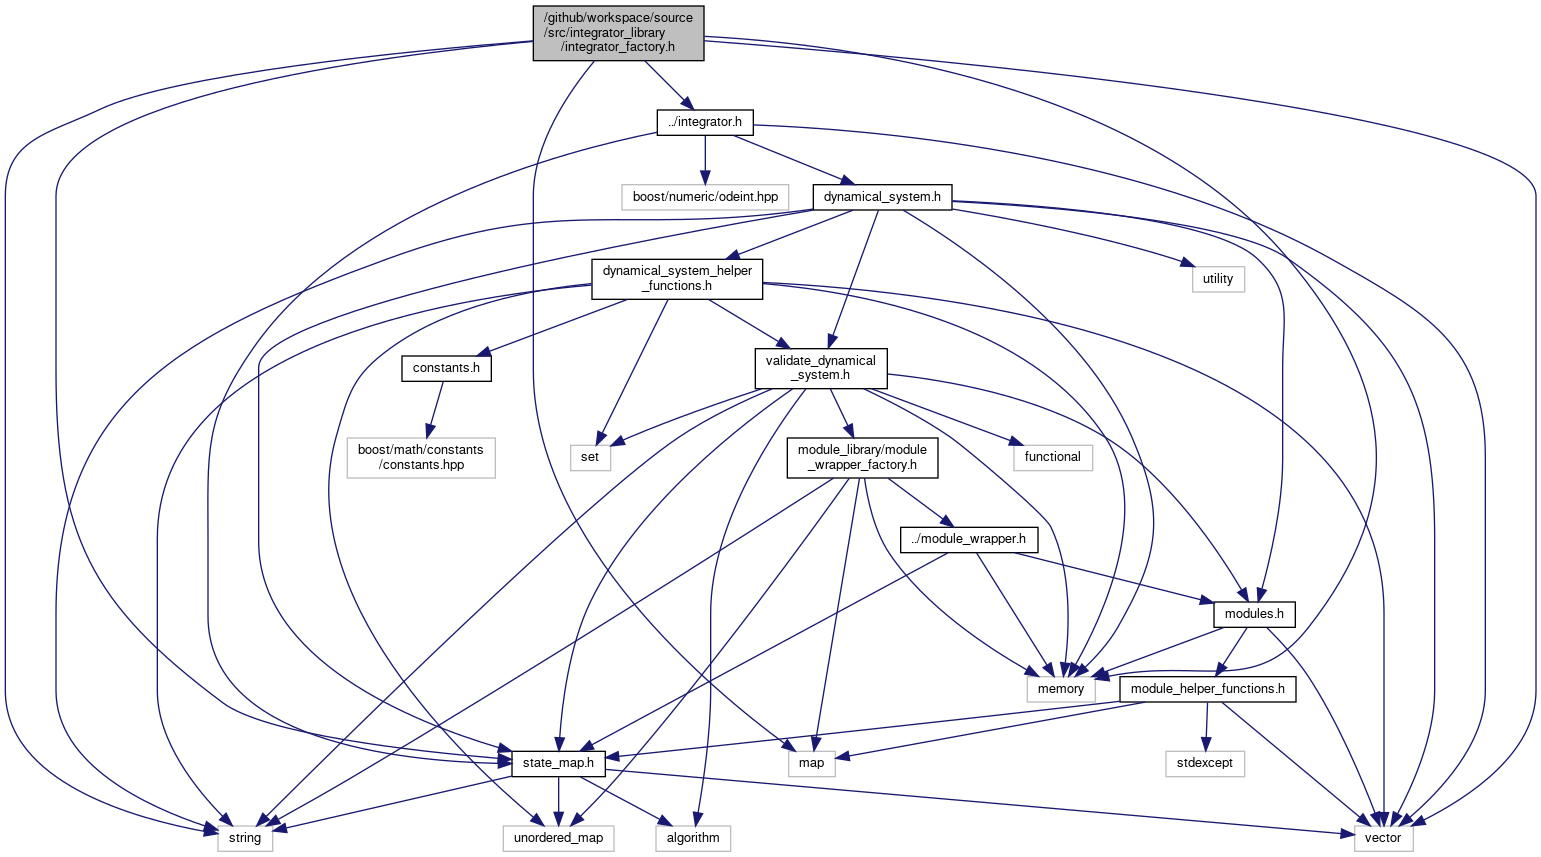 /github/workspace/source
/src/integrator_library
/integrator_factory.h
../integrator.h
boost/numeric/odeint.hpp
dynamical_system.h
dynamical_system_helper
_functions.h
utility
validate_dynamical
_system.h
constants.h
boost/math/constants
/constants.hpp
set
module_library/module
_wrapper_factory.h
functional
../module_wrapper.h
modules.h
memory
module_helper_functions.h
state_map.h
map
stdexcept
string
unordered_map
algorithm
vector